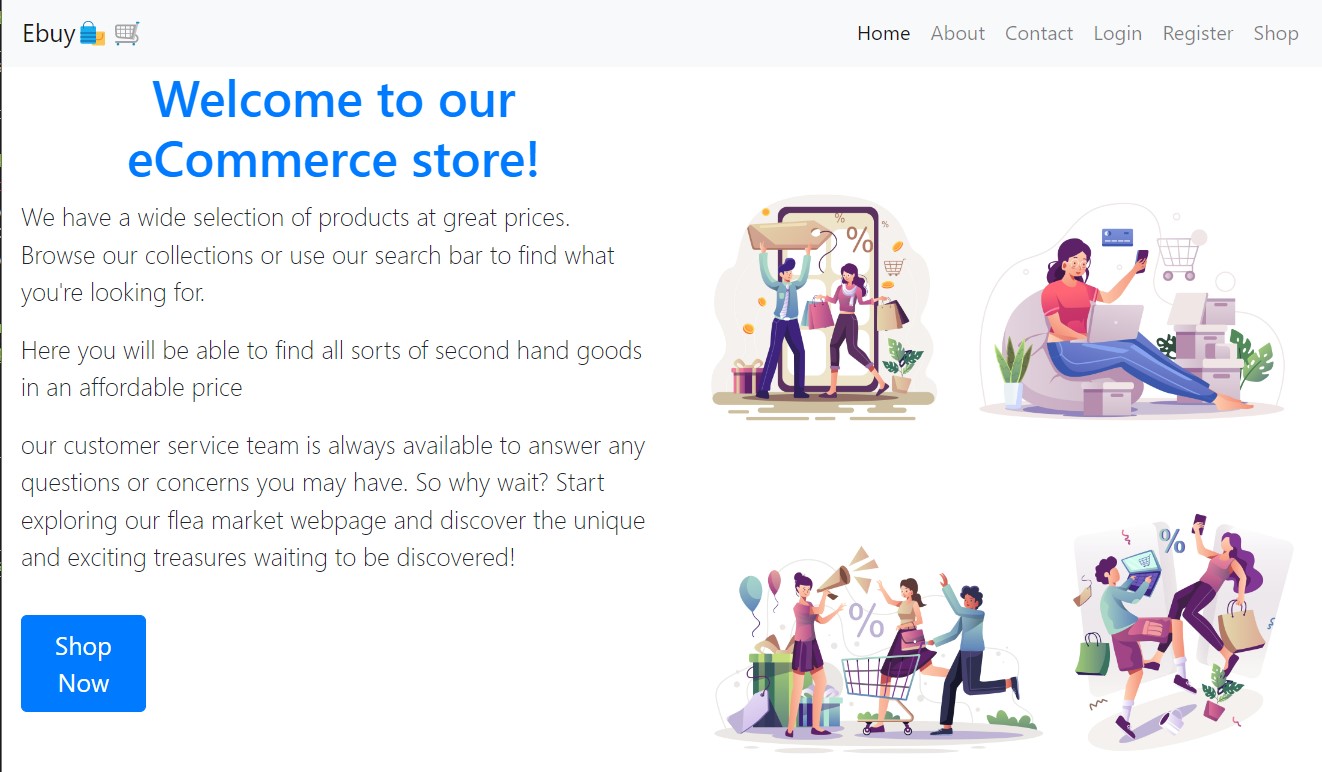 Ebuy🛍️ 🛒
Home About Contact Login Register Shop
Welcome to our
eCommerce store!
We have a wide selection of products at great prices.
Browse our collections or use our search bar to find what
you're looking for.
Here you will be able to find all sorts of second hand goods
in an affordable price
our customer service team is always available to answer any
questions or concerns you may have. So why wait? Start
exploring our flea market webpage and discover the unique
and exciting treasures waiting to be discovered!
Shop
Now
%
%
%
%
%